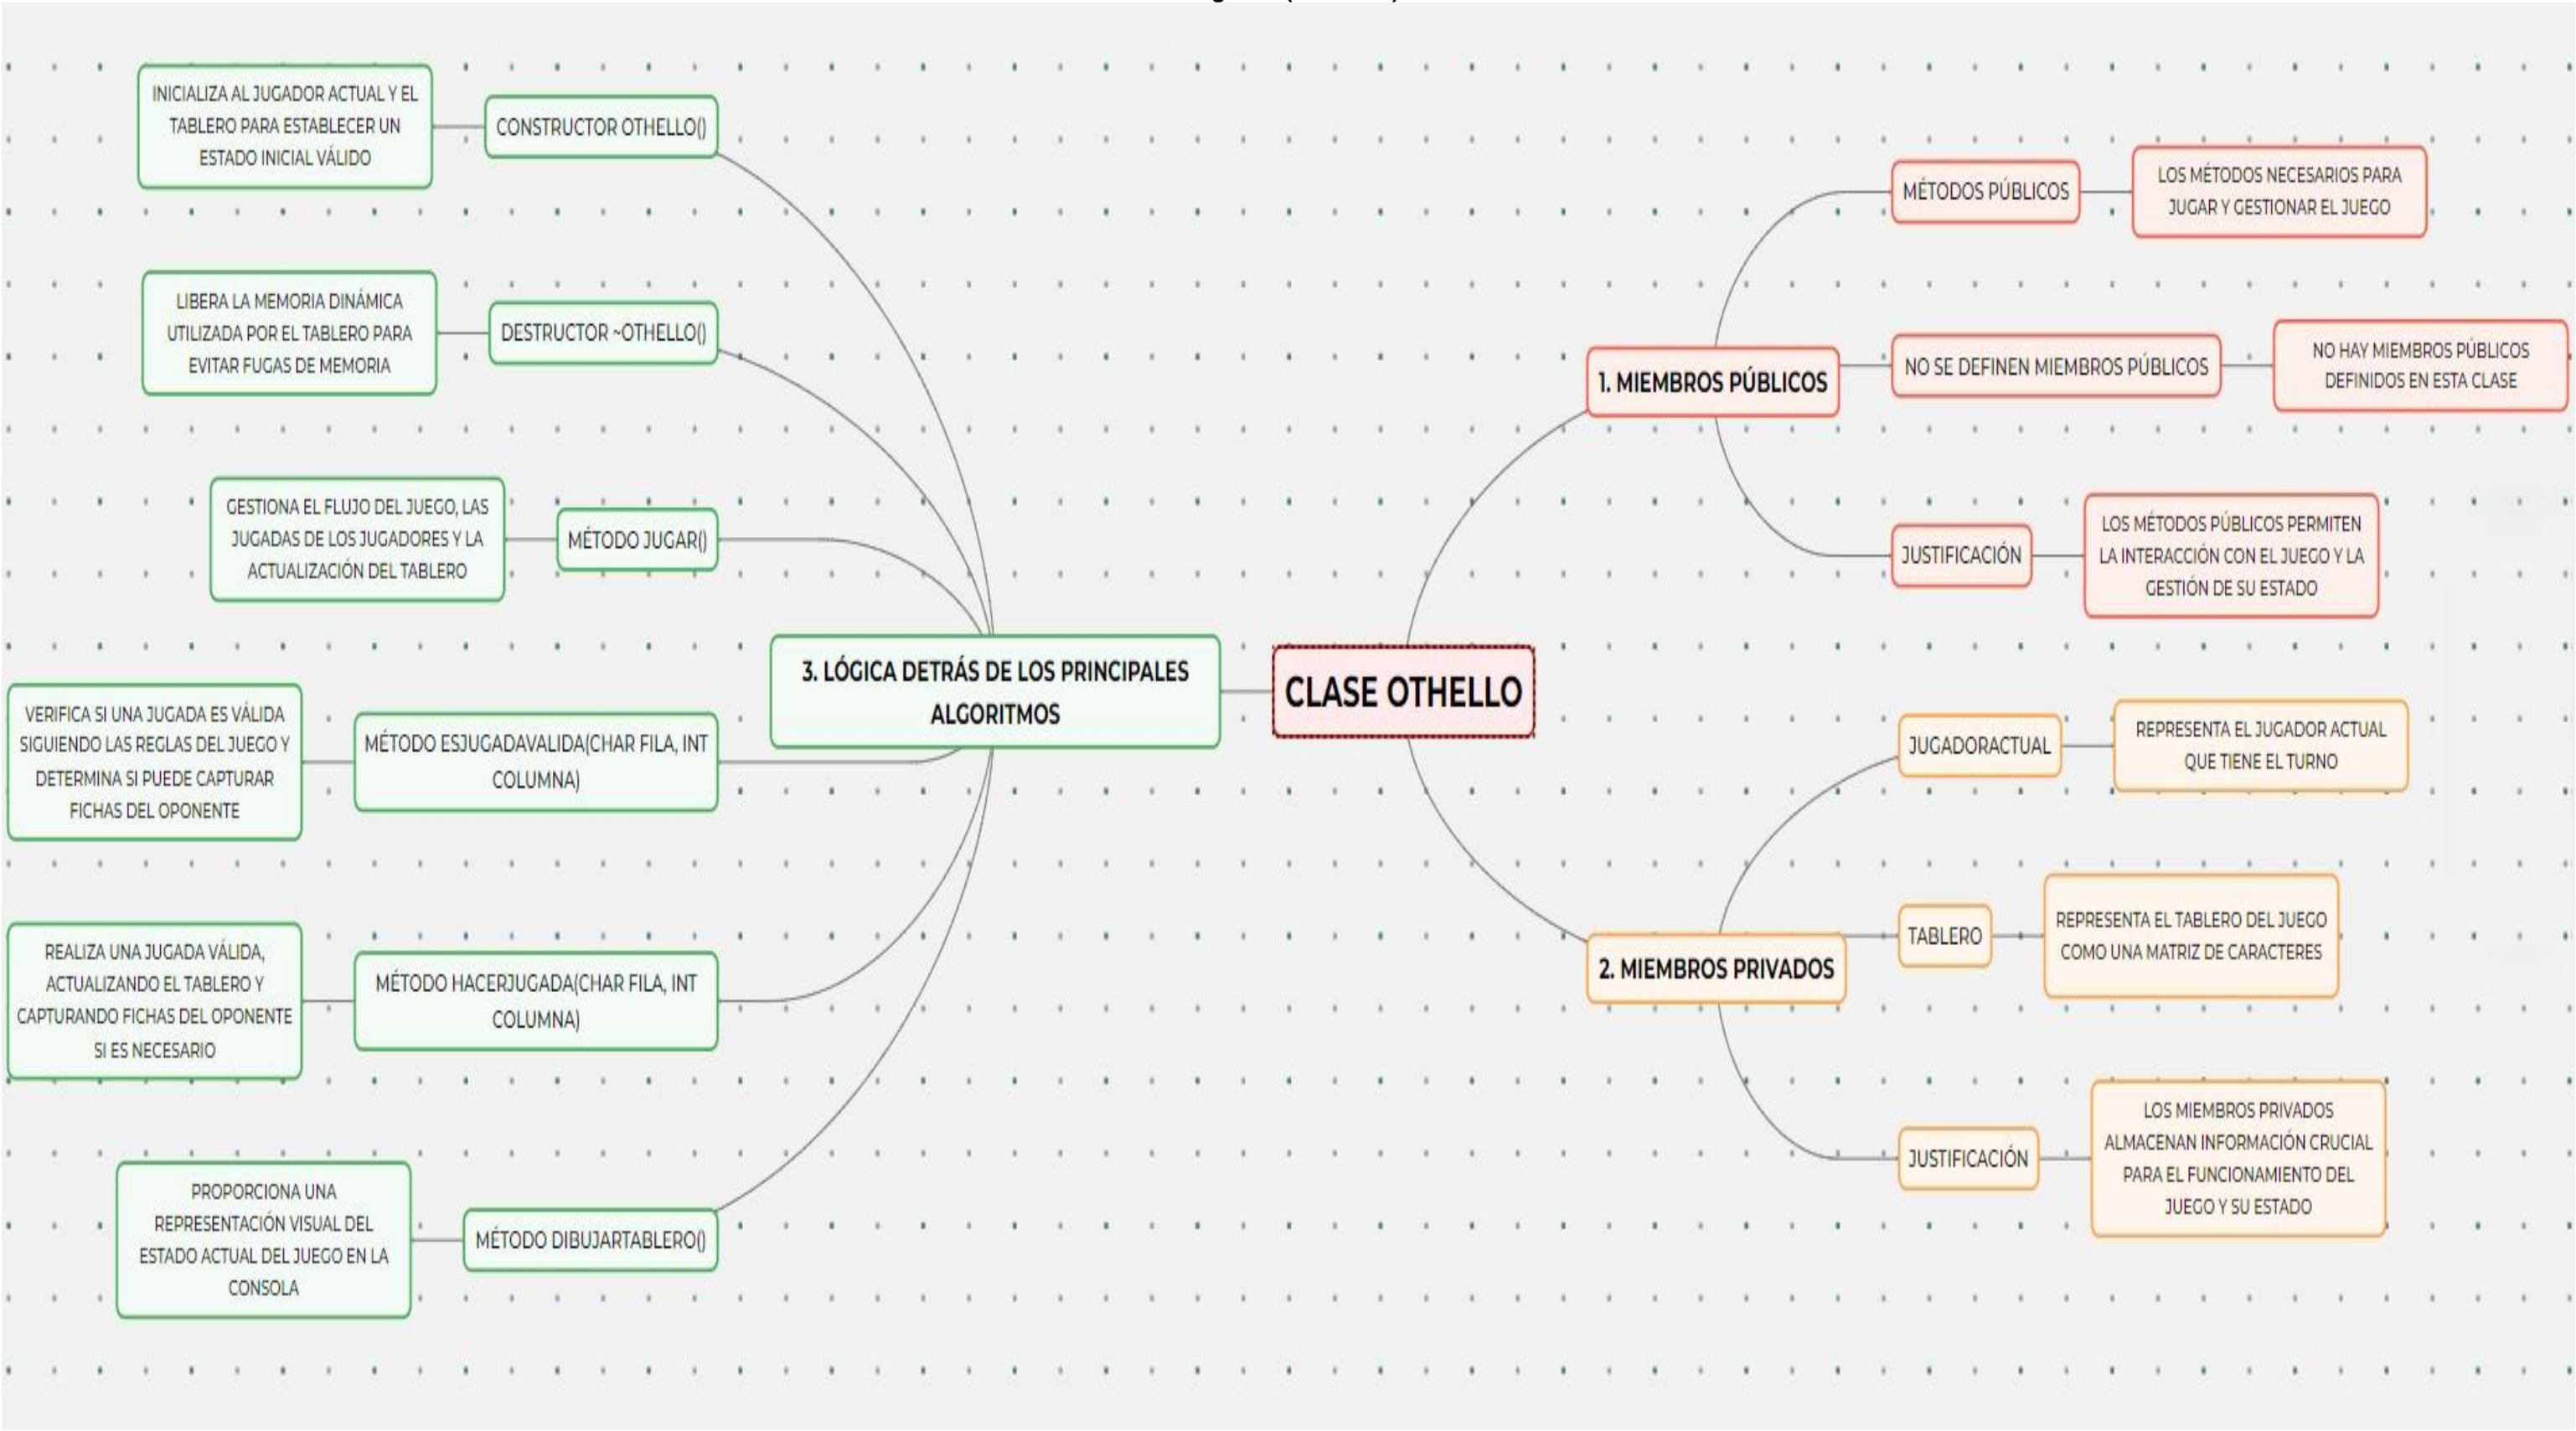 CLASE OTHELLO
1. MIEMBROS PÚBLICOS
MÉTODOS PÚBLICOS
LOS MÉTODOS NECESARIOS PARA
JUGAR Y GESTIONAR EL JUEGO
NO SE DEFINEN MIEMBROS PÚBLICOS
NO HAY MIEMBROS PÚBLICOS
DEFINIDOS EN ESTA CLASE
JUSTIFICACIÓN
LOS MÉTODOS PÚBLICOS PERMITEN
LA INTERACCIÓN CON EL JUEGO Y LA
GESTIÓN DE SU ESTADO
2. MIEMBROS PRIVADOS
JUGADORACTUAL
REPRESENTA EL JUGADOR ACTUAL
QUE TIENE EL TURNO
TABLERO
REPRESENTA EL TABLERO DEL JUEGO
COMO UNA MATRIZ DE CARACTERES
JUSTIFICACIÓN
LOS MIEMBROS PRIVADOS
ALMACENAN INFORMACIÓN CRUCIAL
PARA EL FUNCIONAMIENTO DEL
JUEGO Y SU ESTADO
3. LÓGICA DETRÁS DE LOS PRINCIPALES
ALGORITMOS
CONSTRUCTOR OTHELLO()
INICIALIZA AL JUGADOR ACTUAL Y EL
TABLERO PARA ESTABLECER UN
ESTADO INICIAL VÁLIDO
DESTRUCTOR ~OTHELLO()
LIBERA LA MEMORIA DINÁMICA
UTILIZADA POR EL TABLERO PARA
EVITAR FUGAS DE MEMORIA
MÉTODO JUGAR()
GESTIONA EL FLUJO DEL JUEGO, LAS
JUGADAS DE LOS JUGADORES Y LA
ACTUALIZACIÓN DEL TABLERO
MÉTODO ESJUGADAVALIDA(CHAR FILA, INT
COLUMNA)
VERIFICA SI UNA JUGADA ES VÁLIDA
SIGUIENDO LAS REGLAS DEL JUEGO Y
DETERMINA SI PUEDE CAPTURAR
FICHAS DEL OPONENTE
MÉTODO HACERJUGADA(CHAR FILA, INT
COLUMNA)
REALIZA UNA JUGADA VÁLIDA,
ACTUALIZANDO EL TABLERO Y
CAPTURANDO FICHAS DEL OPONENTE
SI ES NECESARIO
MÉTODO DIBUJARTABLERO()
PROPORCIONA UNA
REPRESENTACIÓN VISUAL DEL
ESTADO ACTUAL DEL JUEGO EN LA
CONSOLA